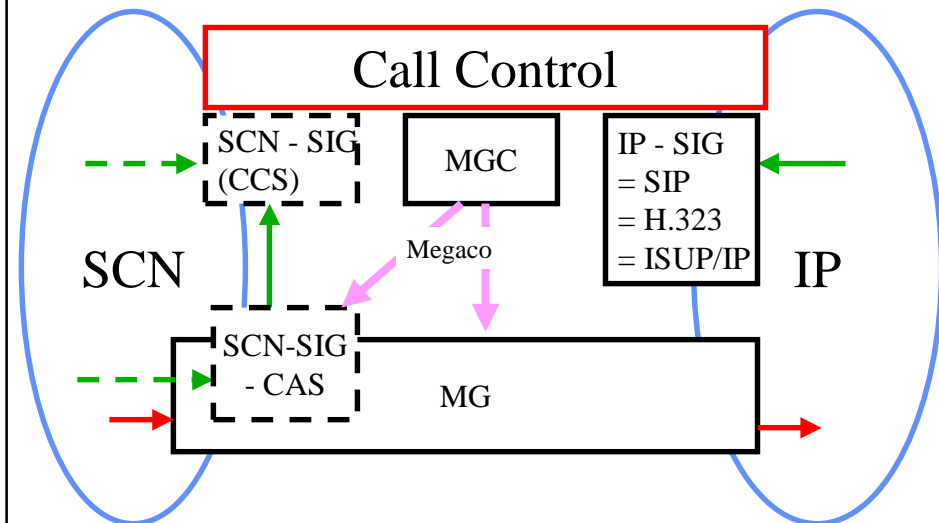 Call Control
SCN - SIG
(CCS)
MGC
IP - SIG
= SIP
= H.323
= ISUP/IP
Megaco
SCN
IP
SCN-SIG
- CAS
MG